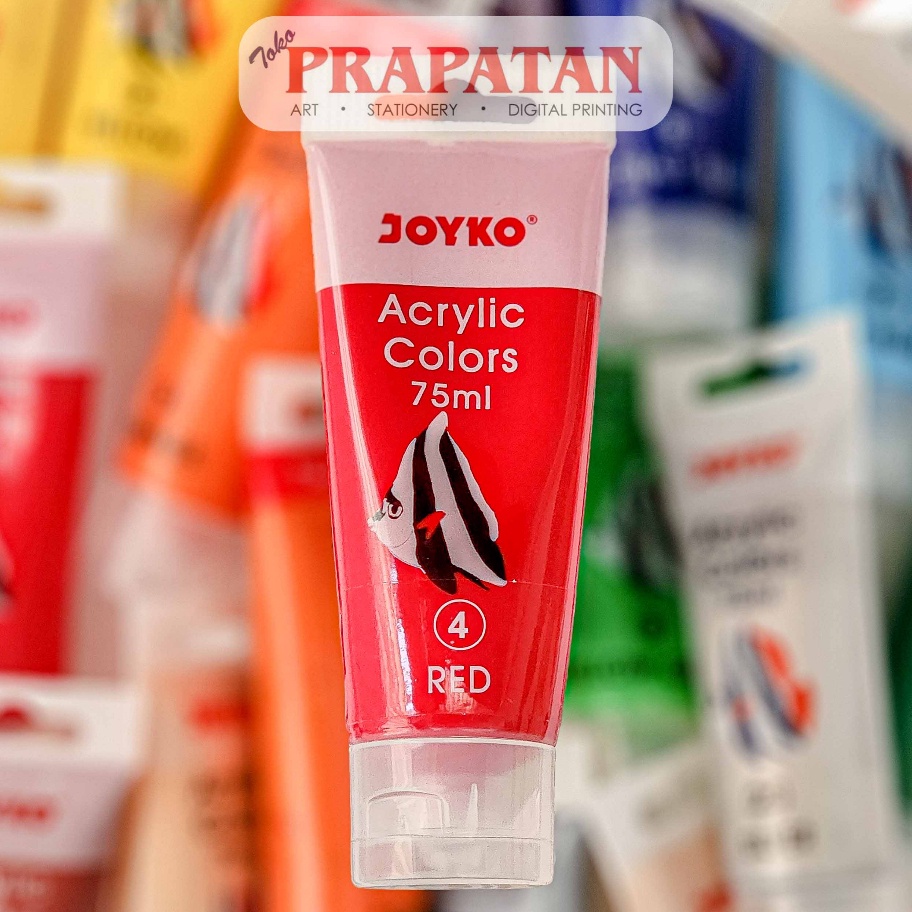 Toko
PRAPATAN
ART • STATIONERY • DIGITAL PRINTING
JOYKO®
Acrylic
Colors
75ml
4
RED